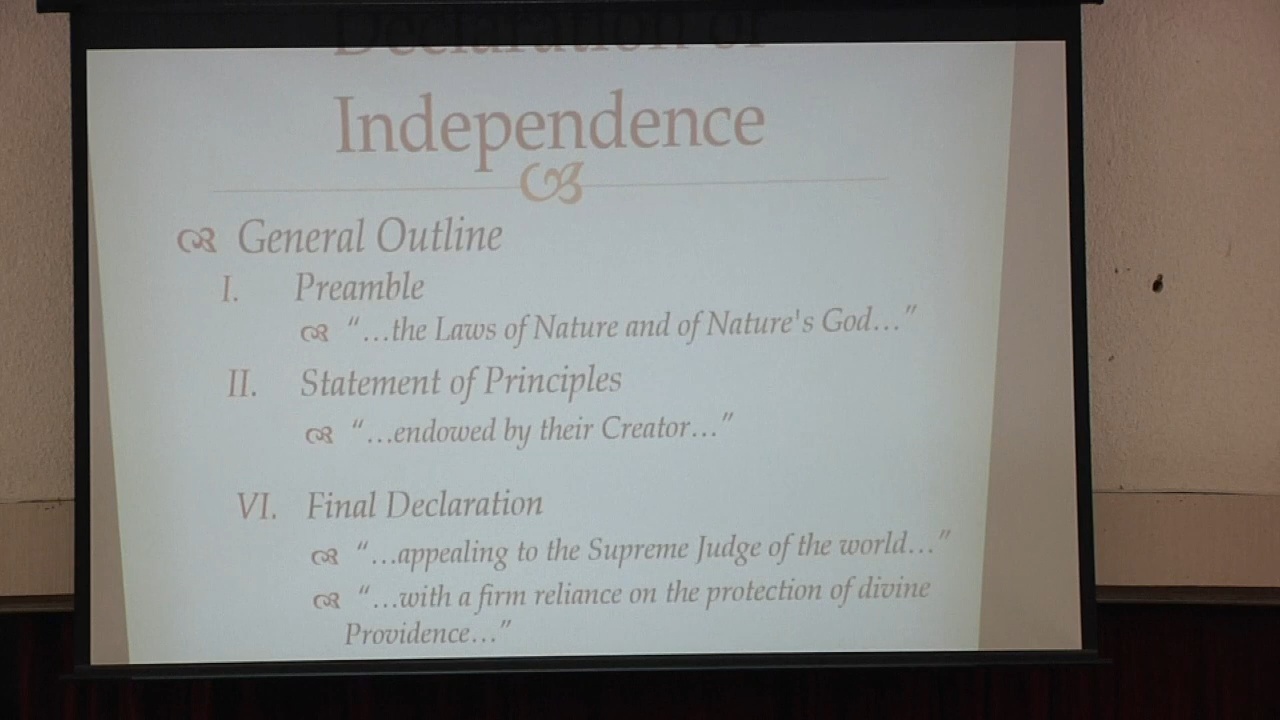 Declaration of
Independence
General Outline
I. Preamble
"…the Laws of Nature and of Nature's God…"
II. Statement of Principles
"…endowed by their Creator…"
VI. Final Declaration
"…appealing to the Supreme Judge of the world…"
"…with a firm reliance on the protection of divine
Providence…"